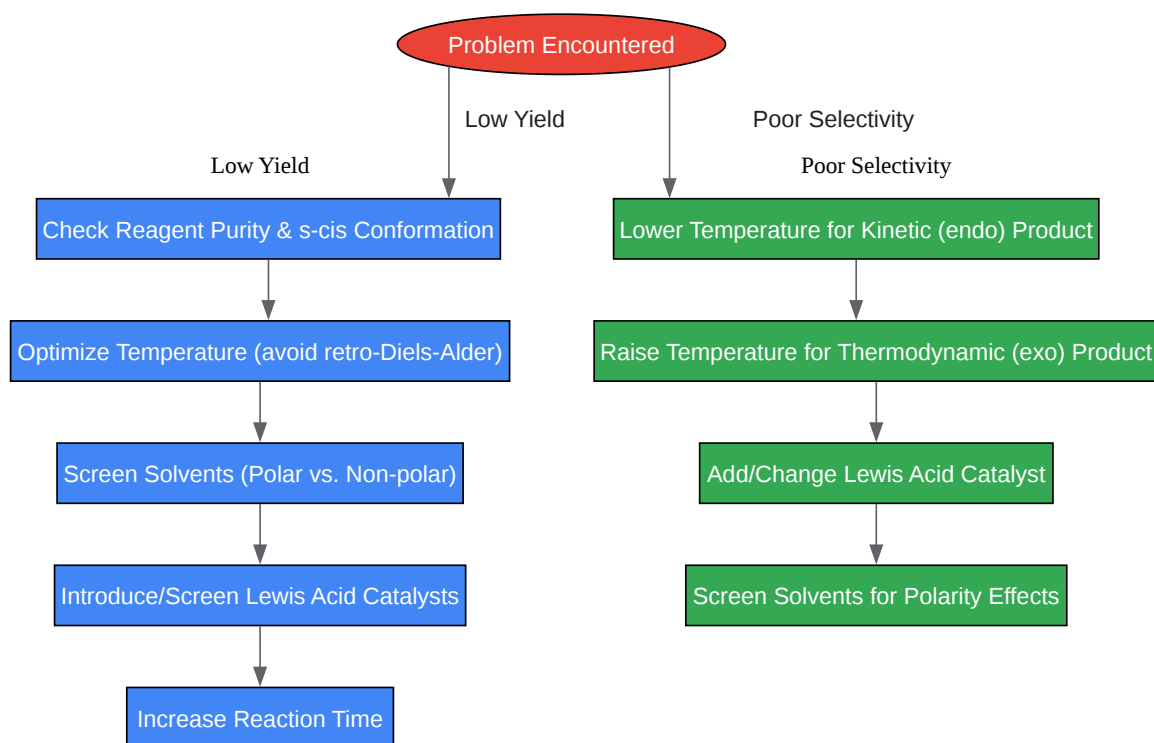 Problem Encountered
Low Yield
Poor Selectivity
Low Yield
Poor Selectivity
Check Reagent Purity & s-cis Conformation
Lower Temperature for Kinetic (endo) Product
Optimize Temperature (avoid retro-Diels-Alder)
Raise Temperature for Thermodynamic (exo) Product
Screen Solvents (Polar vs. Non-polar)
Add/Change Lewis Acid Catalyst
Introduce/Screen Lewis Acid Catalysts
Screen Solvents for Polarity Effects
Increase Reaction Time